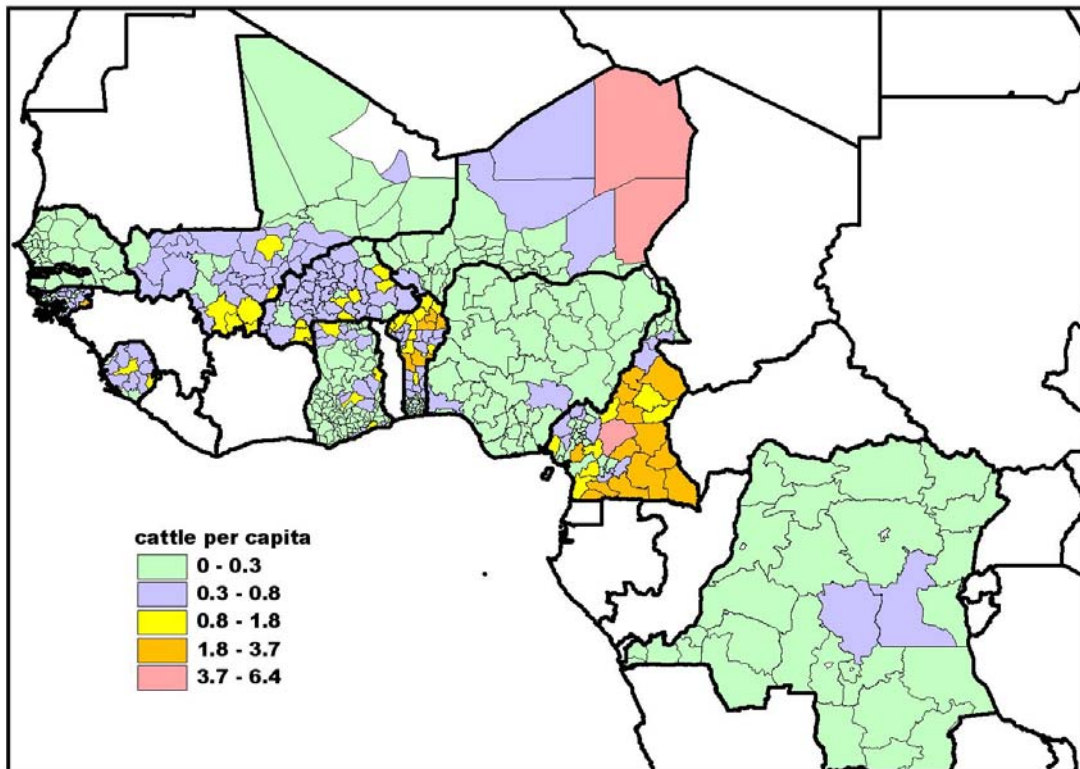 cattle per capita
0 - 0.3
0.3 - 0.8
0.8 - 1.8
1.8 - 3.7
3.7 - 6.4